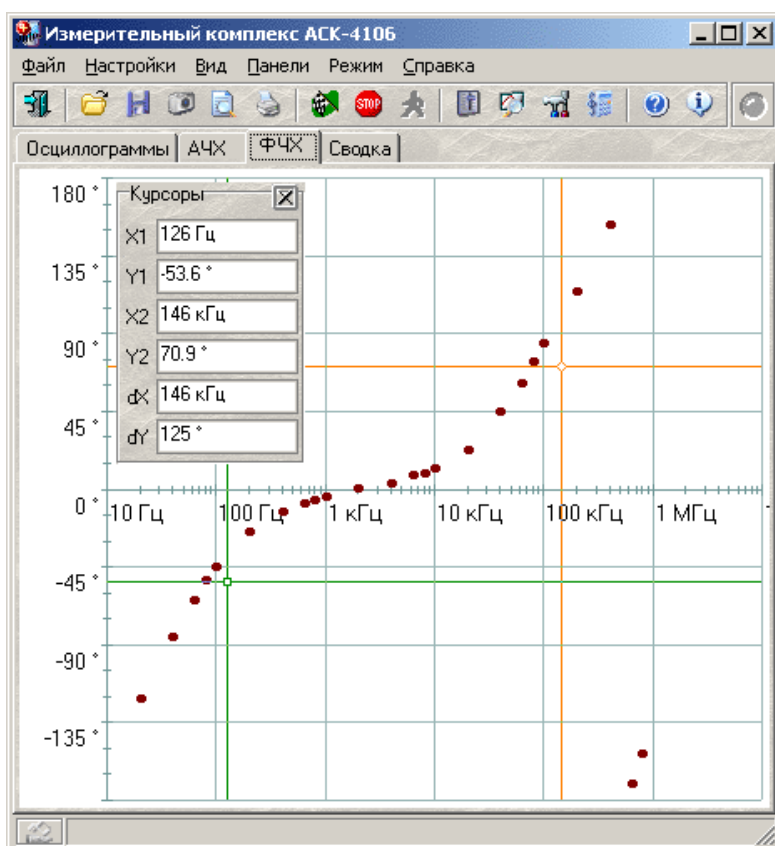 Измерительный комплекс АСК-4106
Файл Настройки Вид Панели Режим Справка
STOP
Осциллограммы АЧХ ФЧХ Сводка
180 °
135 °
90 °
45 °
0 °
-45 °
-90 °
-135 °
Курсоры
X1 126 Гц
Y1 -53.6 °
X2 146 кГц
Y2 70.9 °
dX 146 кГц
dY 125 °
10 Гц 100 Гц 1 кГц 10 кГц 100 кГц 1 МГц